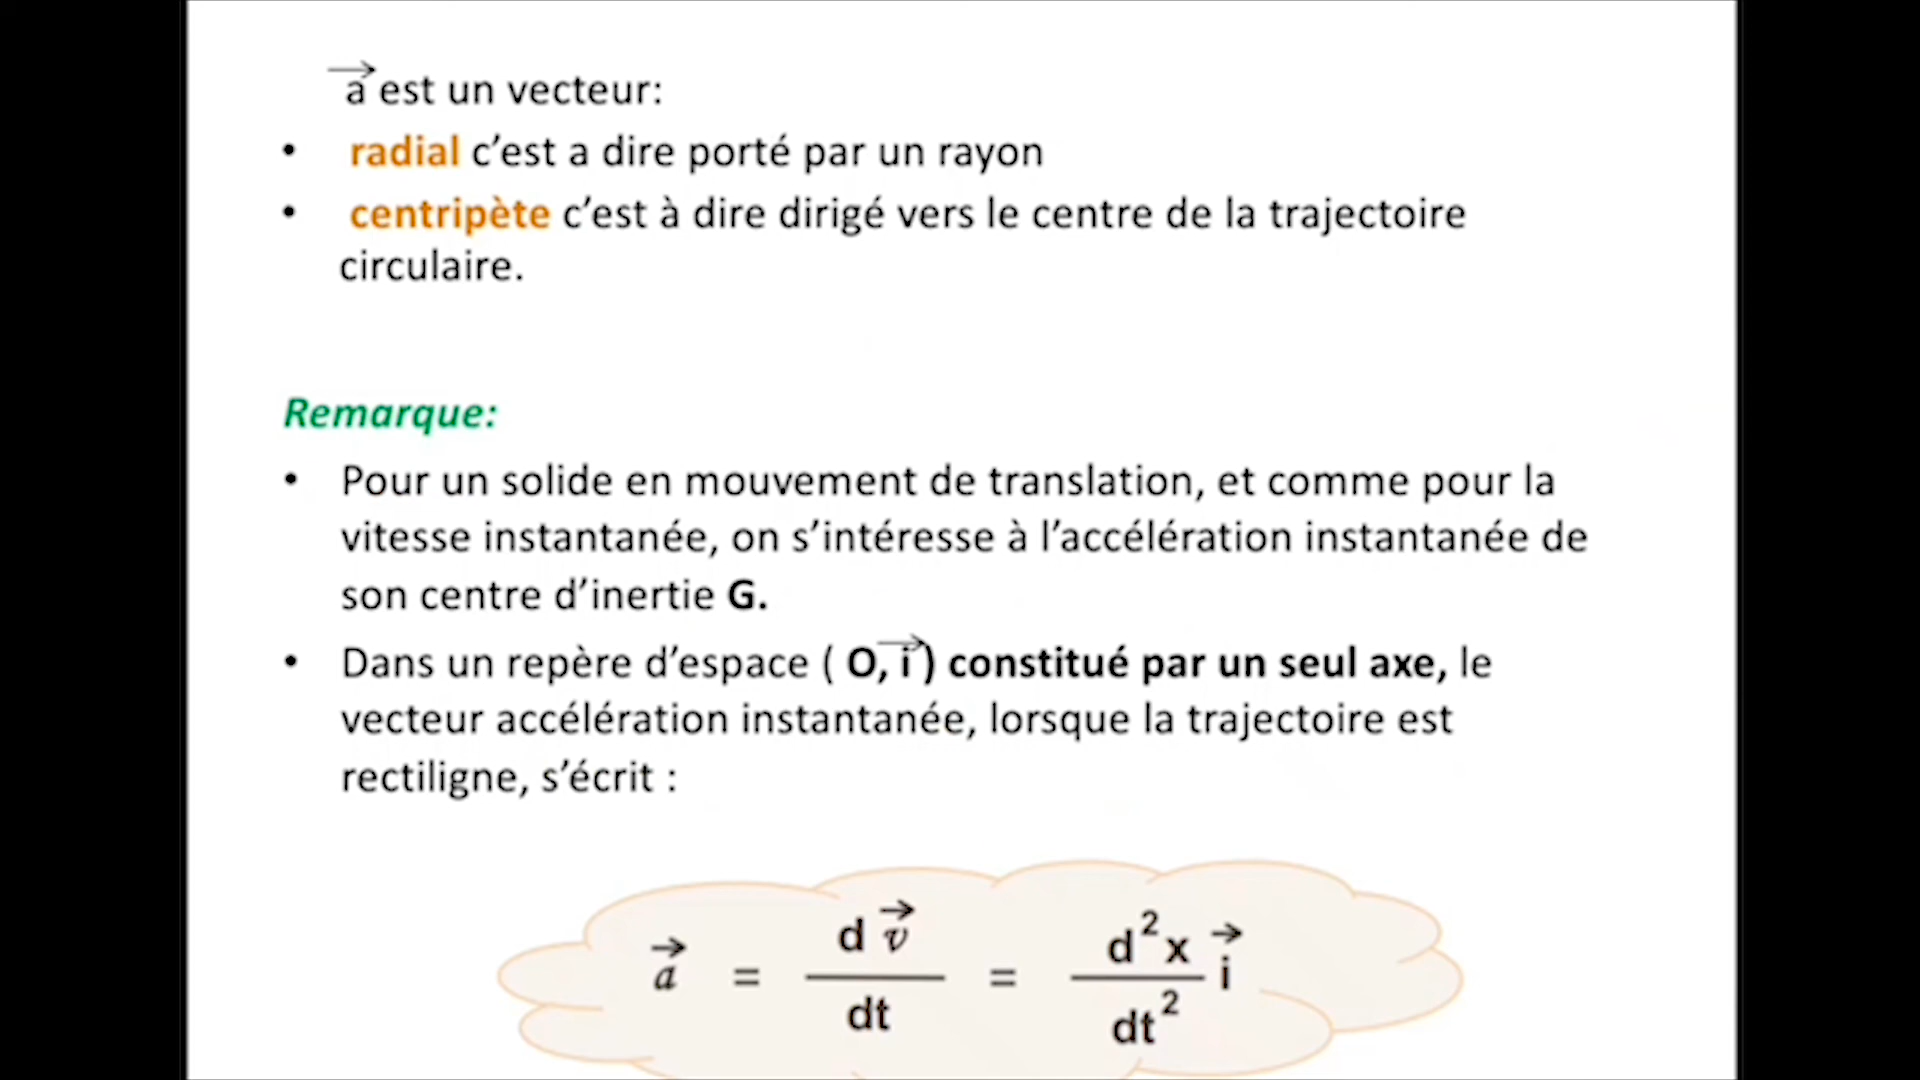 a⃗ est un vecteur:
• radial c’est a dire porté par un rayon
• centripète c’est à dire dirigé vers le centre de la trajectoire
circulaire.
Remarque:
• Pour un solide en mouvement de translation, et comme pour la
vitesse instantanée, on s’intéresse à l’accélération instantanée de
son centre d’inertie G.
• Dans un repère d’espace ( O, i⃗ ) constitué par un seul axe, le
vecteur accélération instantanée, lorsque la trajectoire est
rectiligne, s’écrit :
a⃗ = d v⃗ / dt = d²x / dt² i⃗